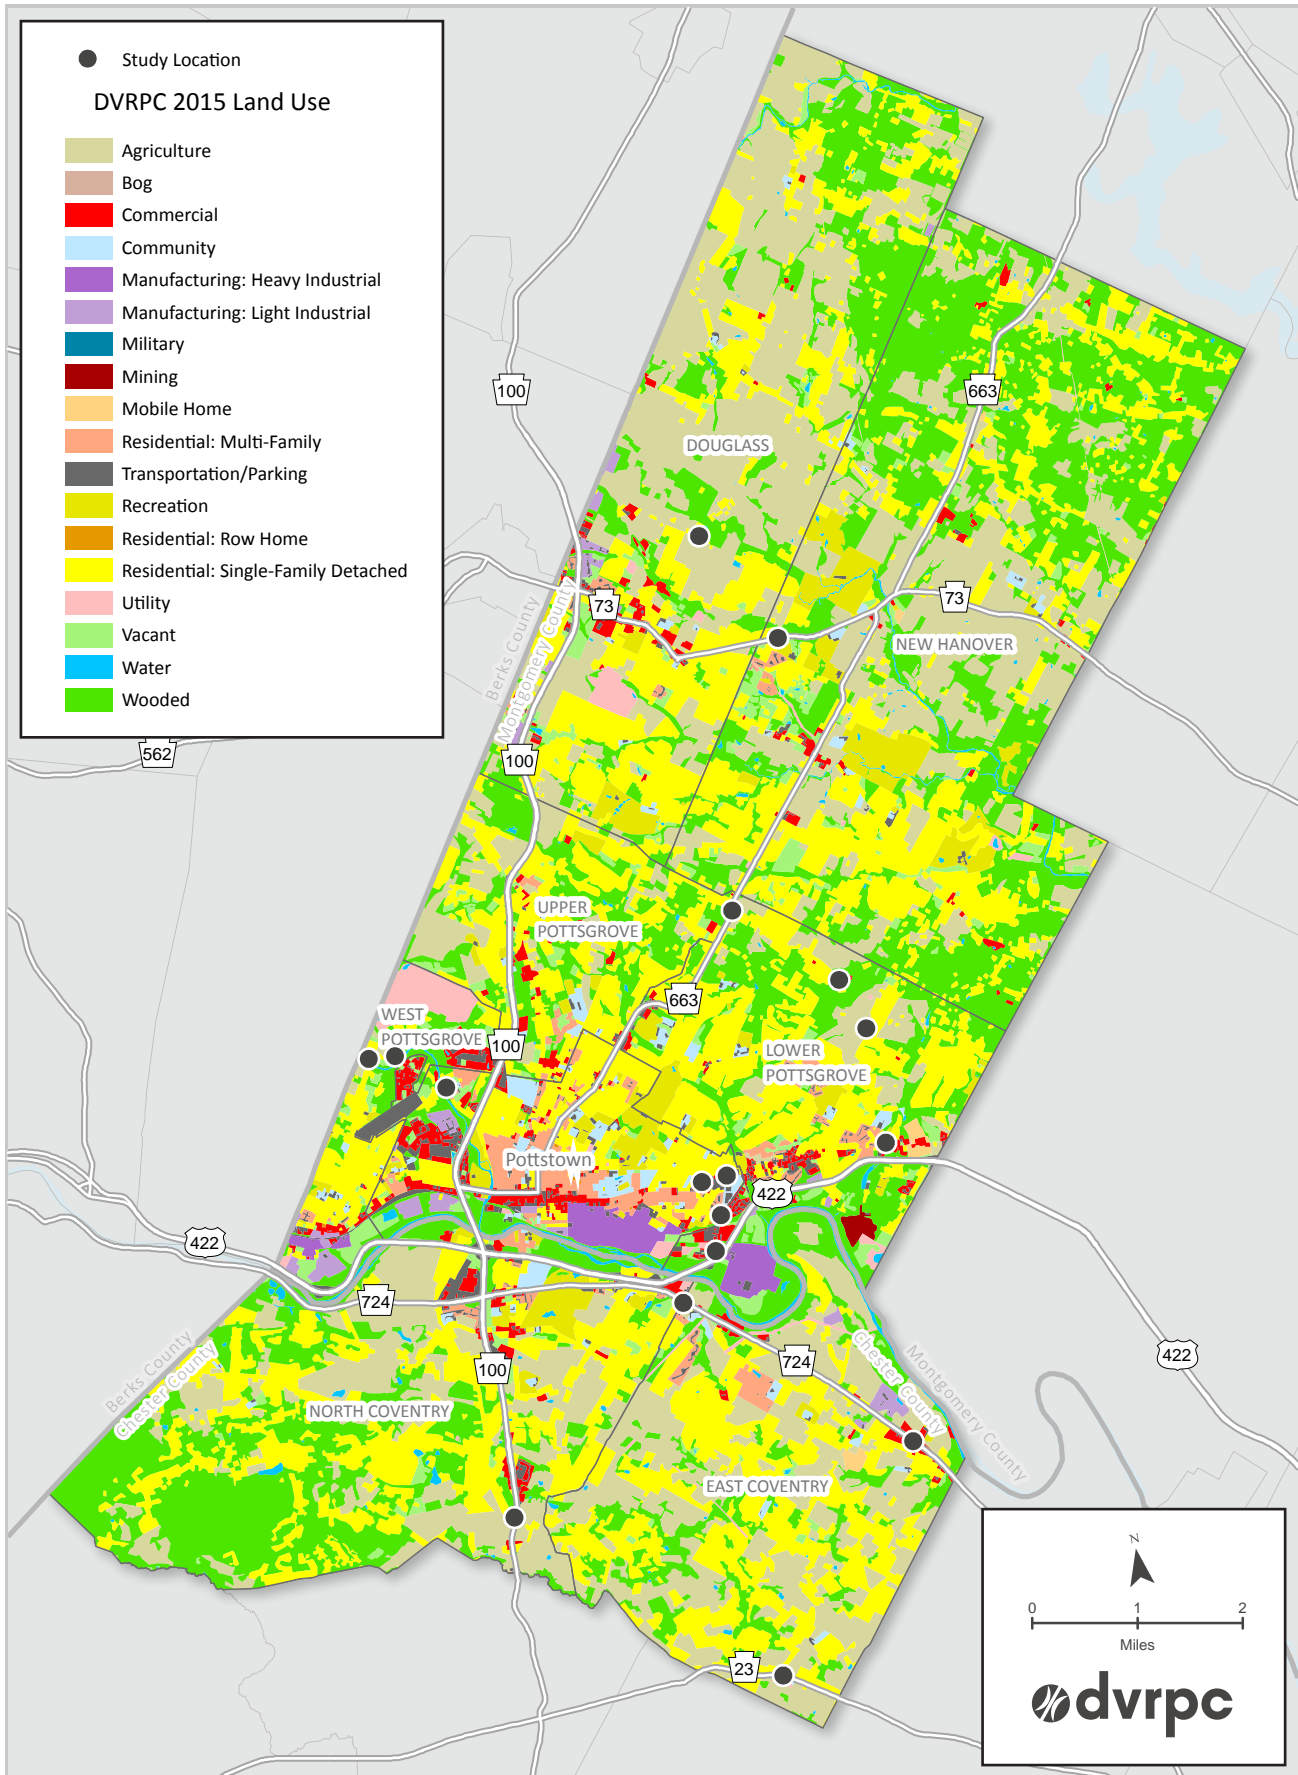 Study Location
DVRPC 2015 Land Use
Agriculture
Bog
Commercial
Community
Manufacturing: Heavy Industrial
Manufacturing: Light Industrial
Military
Mining
Mobile Home
Residential: Multi-Family
Transportation/Parking
Recreation
Residential: Row Home
Residential: Single-Family Detached
Utility
Vacant
Water
Wooded
100
663
DOUGLASS
73
73
Berks County
Montgomery County
NEW HANOVER
562
100
UPPER
POTTSGROVE
663
WEST
POTTSGROVE
100
LOWER
POTTSGROVE
Pottstown
422
422
724
100
724
422
Berks County
Chester County
Chester County
Montgomery County
NORTH COVENTRY
EAST COVENTRY
23
N
0
1
2
Miles
dvrpc